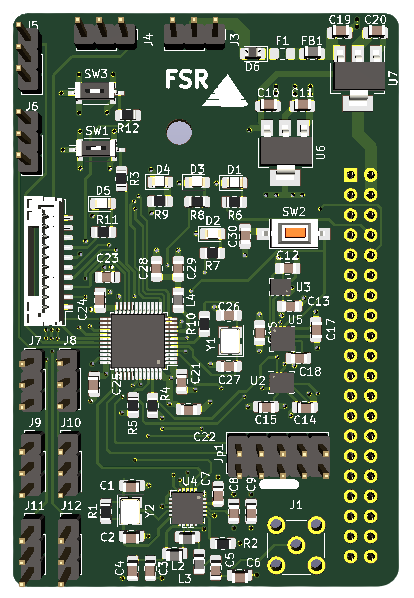 C19 C20
J5 J4 J3 D6 F1 FB1 U7
SW3 FSR
C10 C11
J6 R12
SW1 U6
R3 D4 D3 D1
D5 R9 R8 R6
R11 D2 C30 SW2
R7
C23 C28 C29 C12
U3
C24 L4 C13
R10 C26 U5 C17
J7 J8 Y1
C18
C25 C21 C27 U2
R5 R4 C15 C14
J9 J10 C22 Jp1
C1 U4 C7
J11 J12 R1 Y2 C8 C9 J1
C2 R2
C4 C3 L2 L3 C5 C6